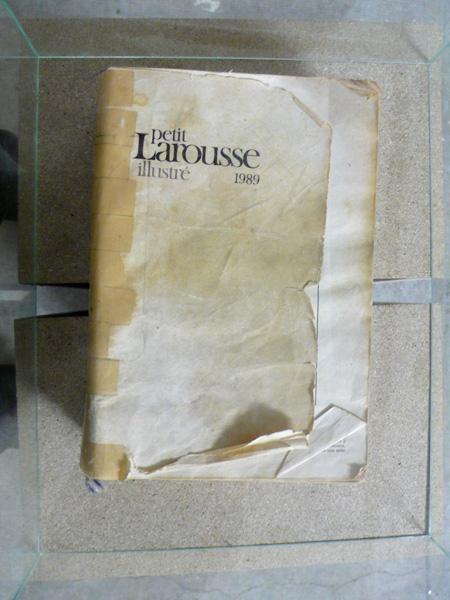 petit
Larousse
illustré 1989